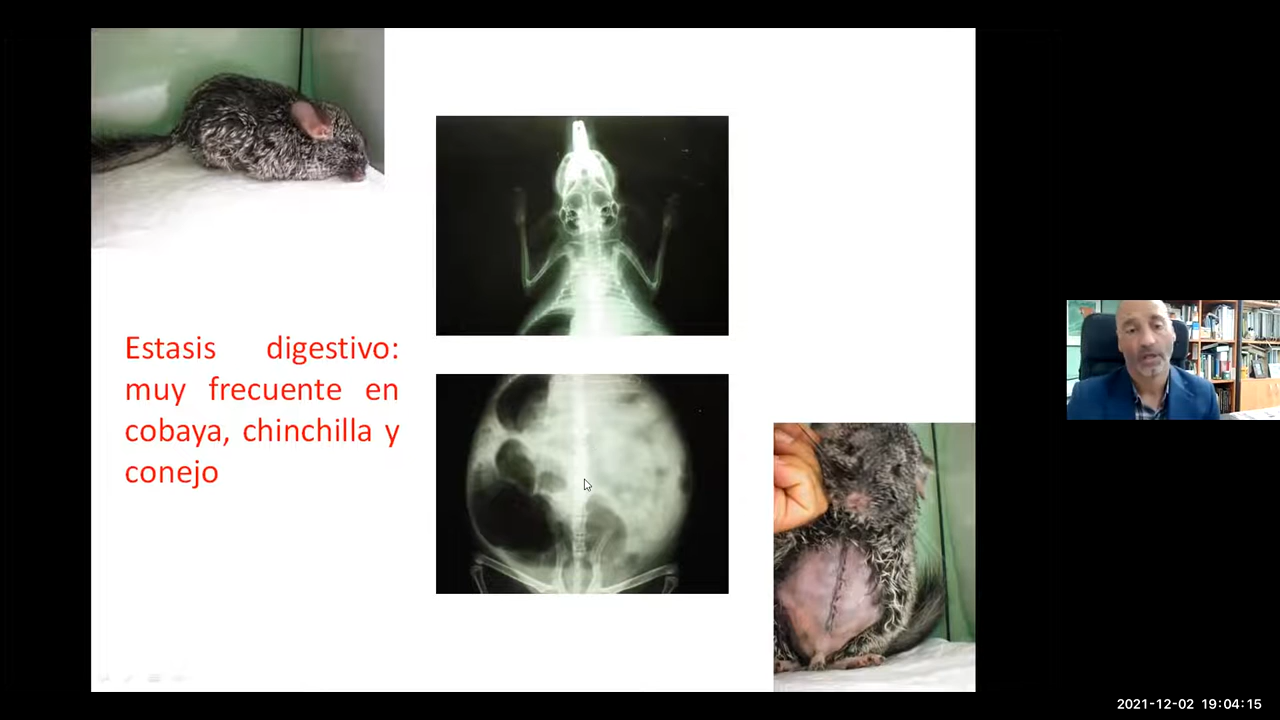 Estasis digestivo:
muy frecuente en
cobaya, chinchilla y
conejo
2021-12-02 19:04:15